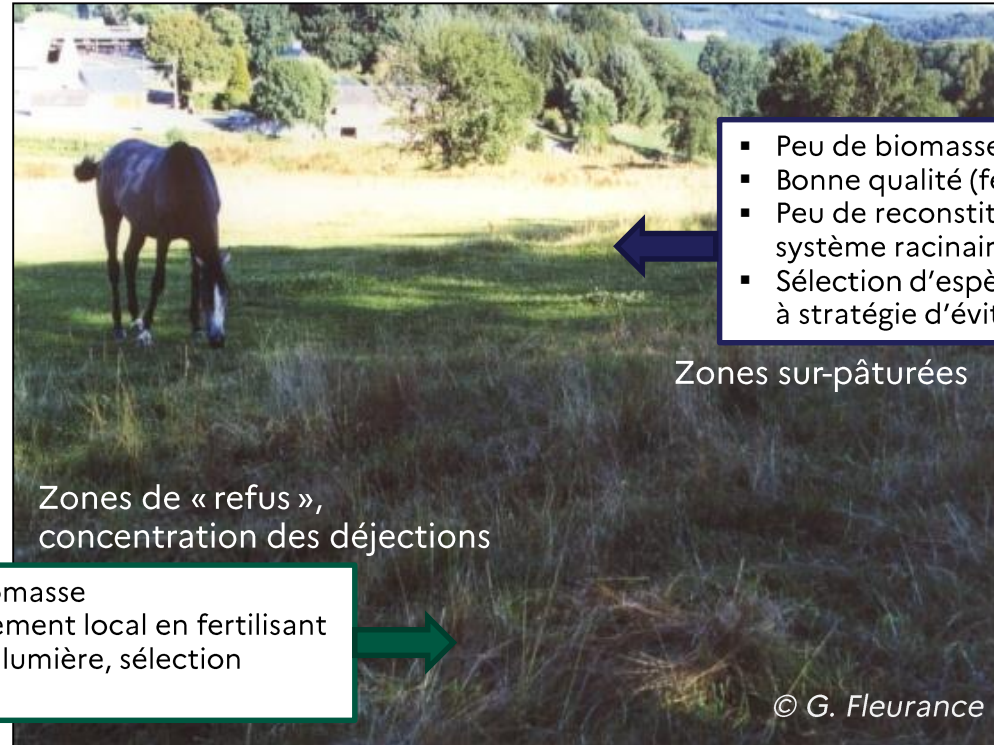 ▪ Peu de biomasse
▪ Bonne qualité
▪ Peu de
système
▪ Sélection
à stratégie
Zones sur-pâturées
Zones de « refus »,
concentration des déjections
local en fertilisant
lumière, sélection
© G. Fleurance